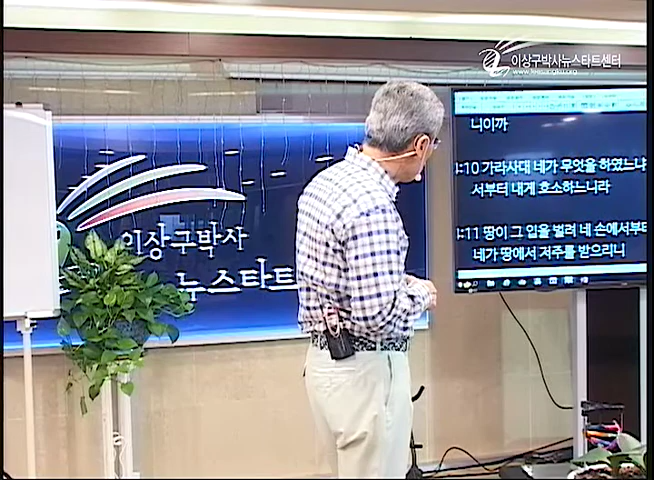 이상구박사뉴스타트센터
니이까
:10 가라사대 네가 무엇을 하였느냐
서부터 내게 호소하느니라
:11 땅이 그 입을 벌려 네 손에서부터
네가 땅에서 저주를 받으리니
이상구박사
뉴스타트